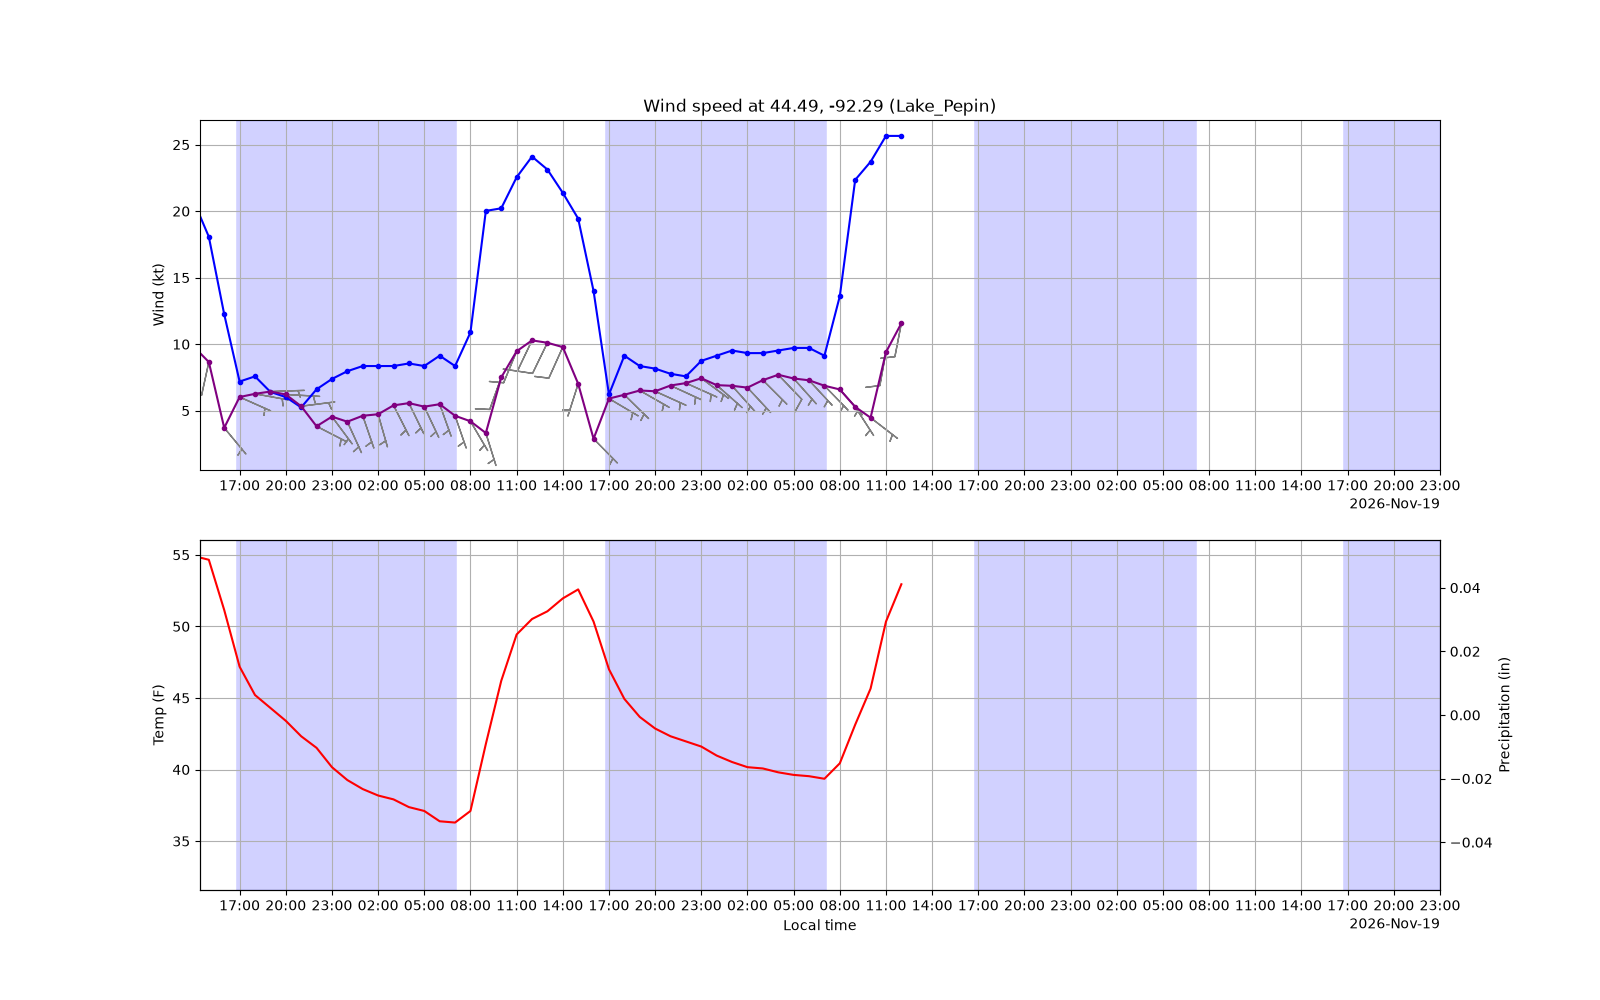 Wind speed at 44.49, -92.29 (Lake_Pepin)
25
20
15
10
5
Wind (kt)
17:00 20:00 23:00 02:00 05:00 08:00 11:00 14:00 17:00 20:00 23:00 02:00 05:00 08:00 11:00 14:00 17:00 20:00 23:00 02:00 05:00 08:00 11:00 14:00 17:00 20:00 23:00
2026-Nov-19
55
50
45
40
35
Temp (F)
0.04
0.02
0.00
−0.02
−0.04
Precipitation (in)
17:00 20:00 23:00 02:00 05:00 08:00 11:00 14:00 17:00 20:00 23:00 02:00 05:00 08:00 11:00 14:00 17:00 20:00 23:00 02:00 05:00 08:00 11:00 14:00 17:00 20:00 23:00
Local time
2026-Nov-19